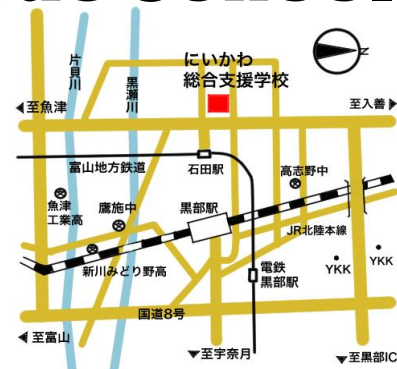 にいかわ
総合支援学校
N
片貝川
黒瀬川
◀至魚津
至入善▶
富山地方鉄道
石田駅
高志野中
魚津
工業高
鷹施中
黒部駅
JR北陸本線
新川みどり野高
電鉄
黒部駅
YKK
YKK
国道8号
◀至富山
▼至宇奈月
▼至黒部IC